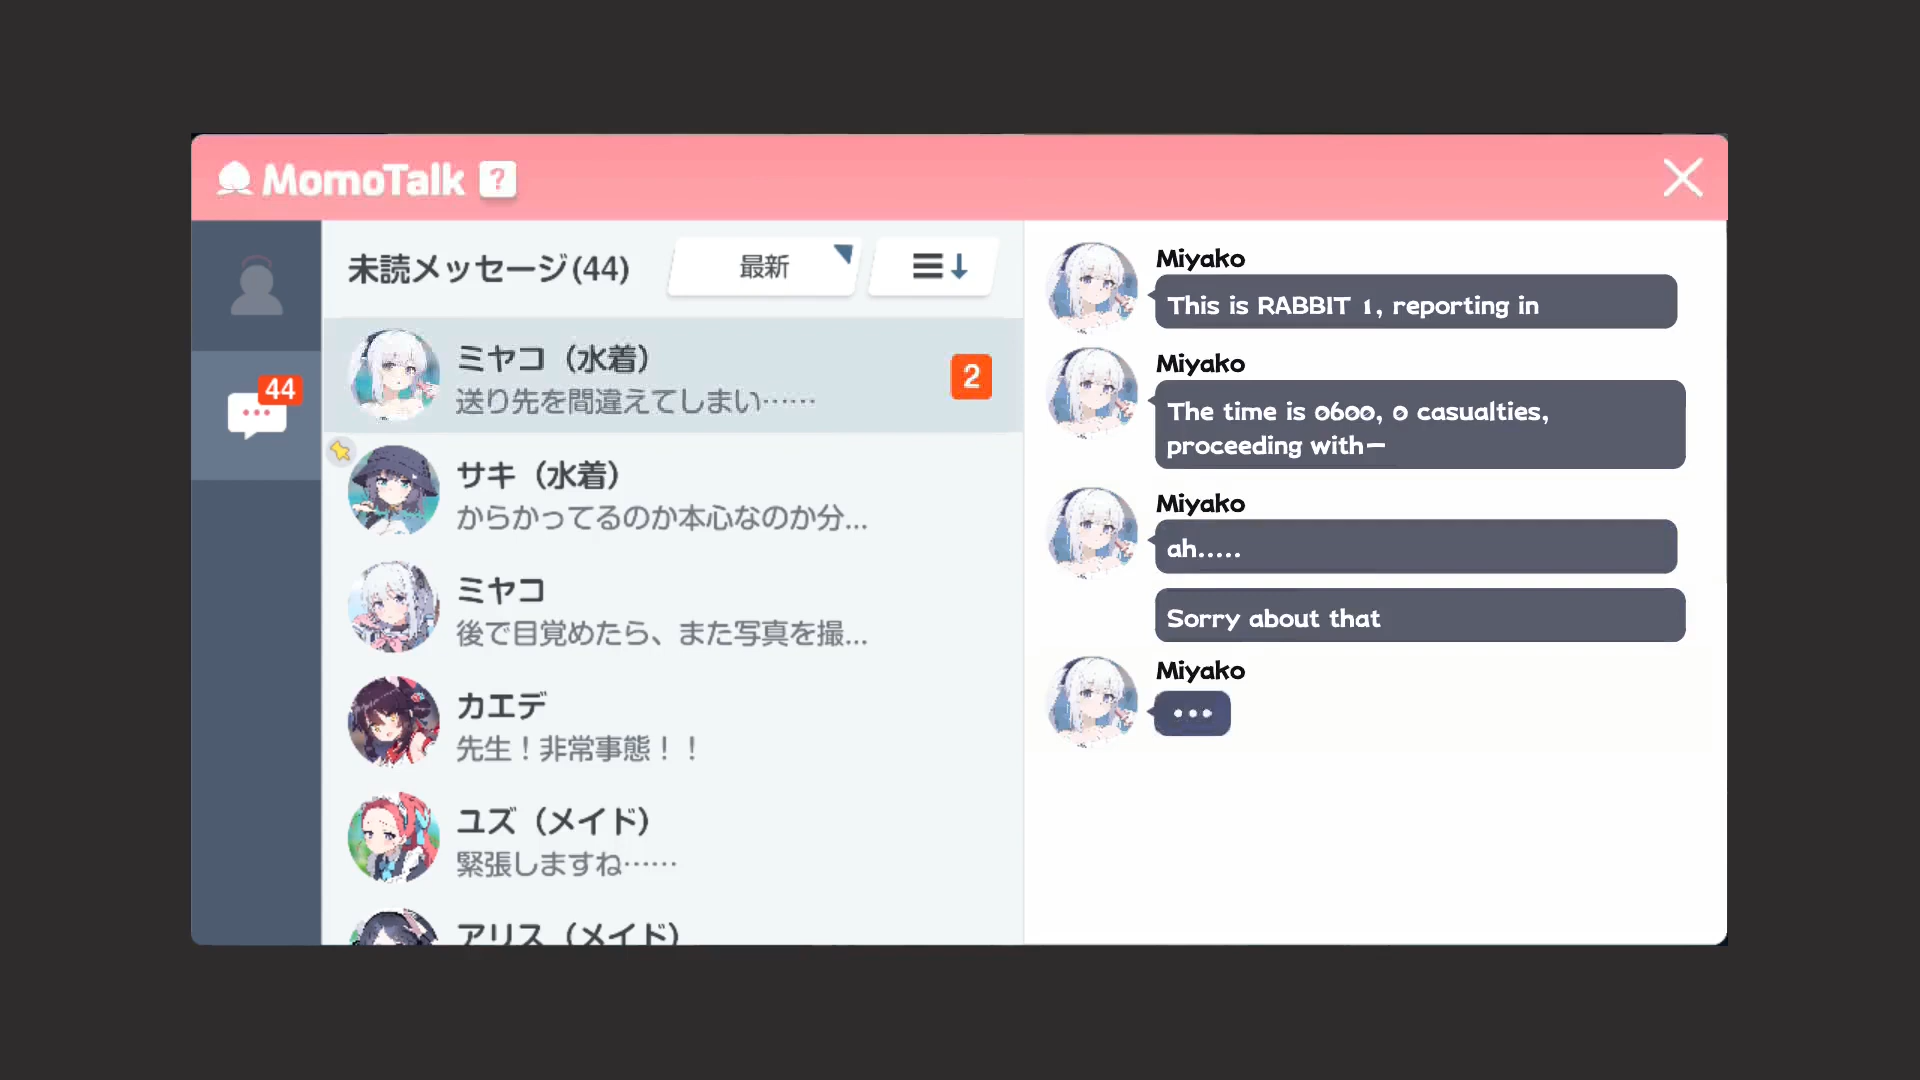 MomoTalk ?
44
未読メッセージ(44)
最新
ミヤコ（水着）
送り先を間違えてしまい……
2
サキ（水着）
からかってるのか本心なのか分...
ミヤコ
後で目覚めたら、また写真を撮...
カエデ
先生！非常事態！！
ユズ（メイド）
緊張しますね……
アリス（メイド）
Miyako
This is RABBIT 1, reporting in
Miyako
The time is 0600, 0 casualties,
proceeding with—
Miyako
ah.....
Sorry about that
Miyako
...